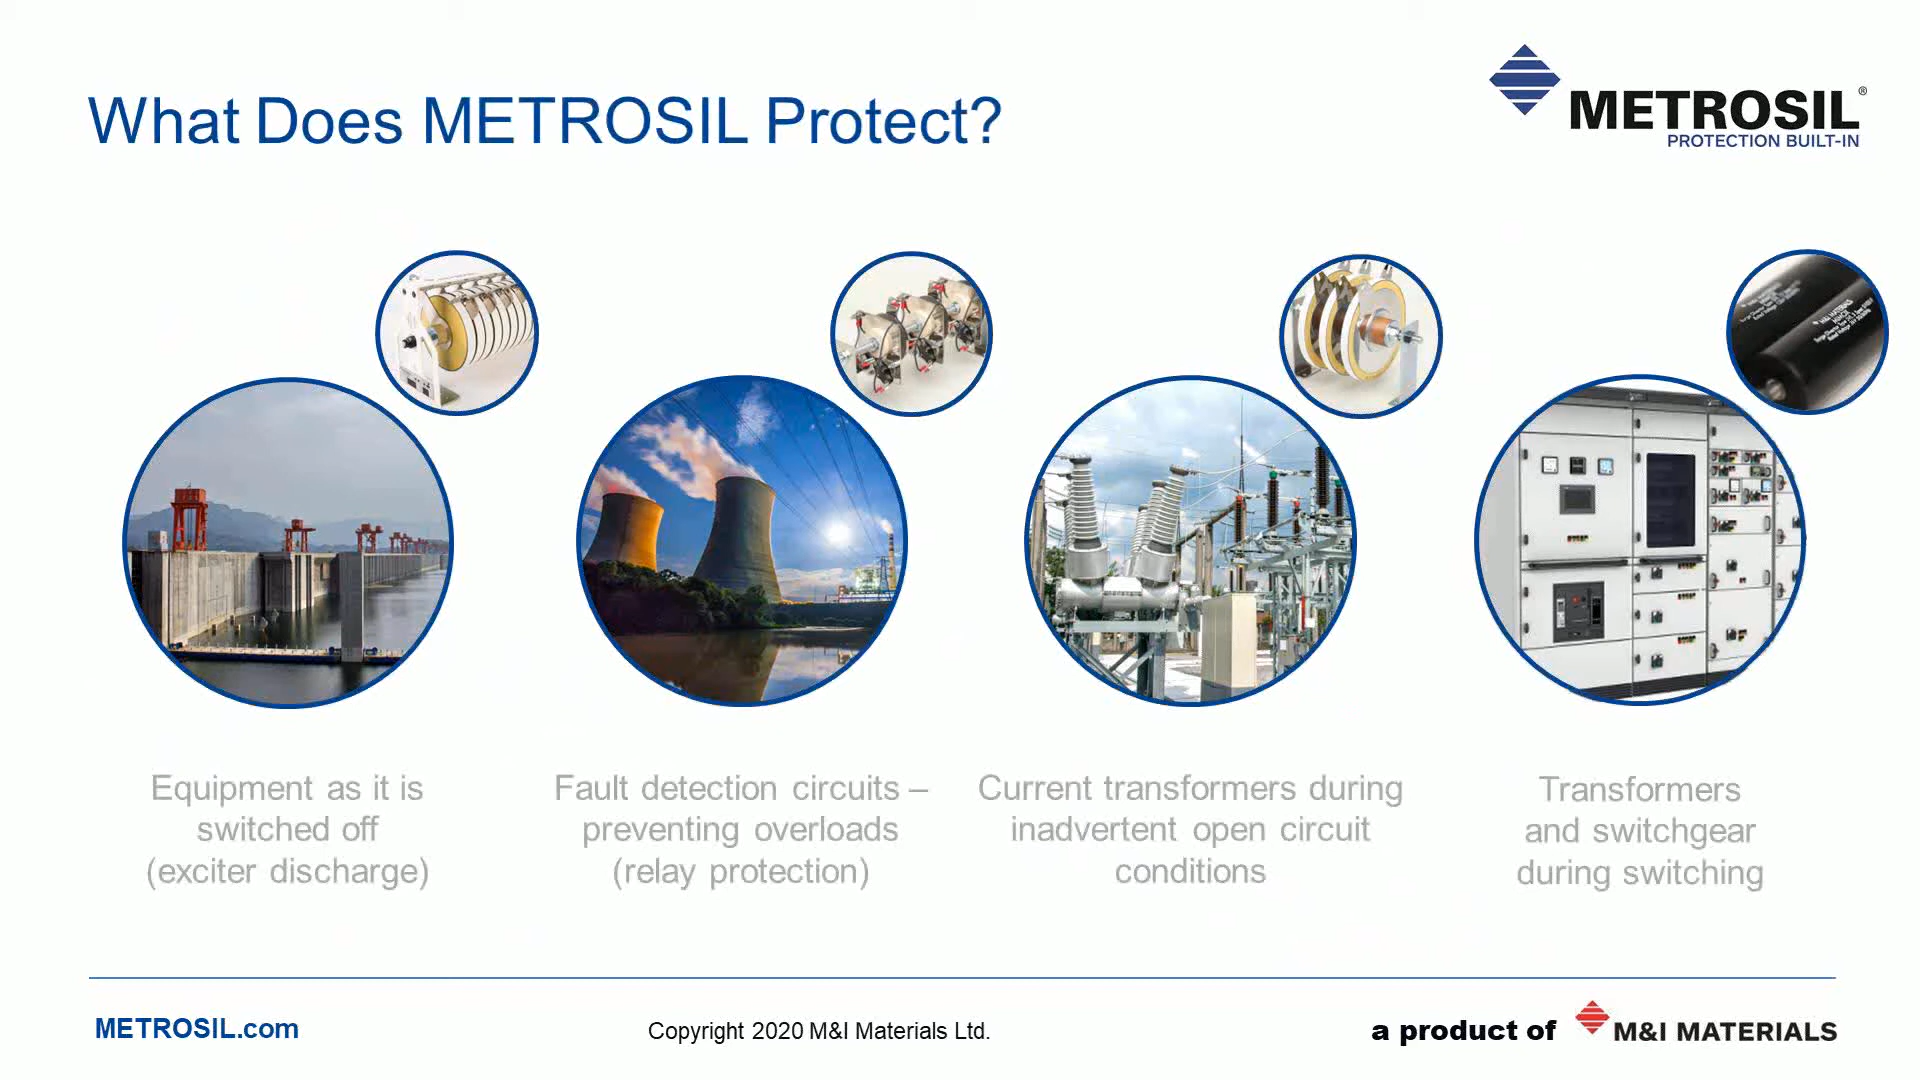 What Does METROSIL Protect?
METROSIL®
PROTECTION BUILT-IN
Equipment as it is
switched off
(exciter discharge)
Fault detection circuits –
preventing overloads
(relay protection)
Current transformers during
inadvertent open circuit
conditions
Transformers
and switchgear
during switching
METROSIL.com
Copyright 2020 M&I Materials Ltd.
a product of
M&I MATERIALS